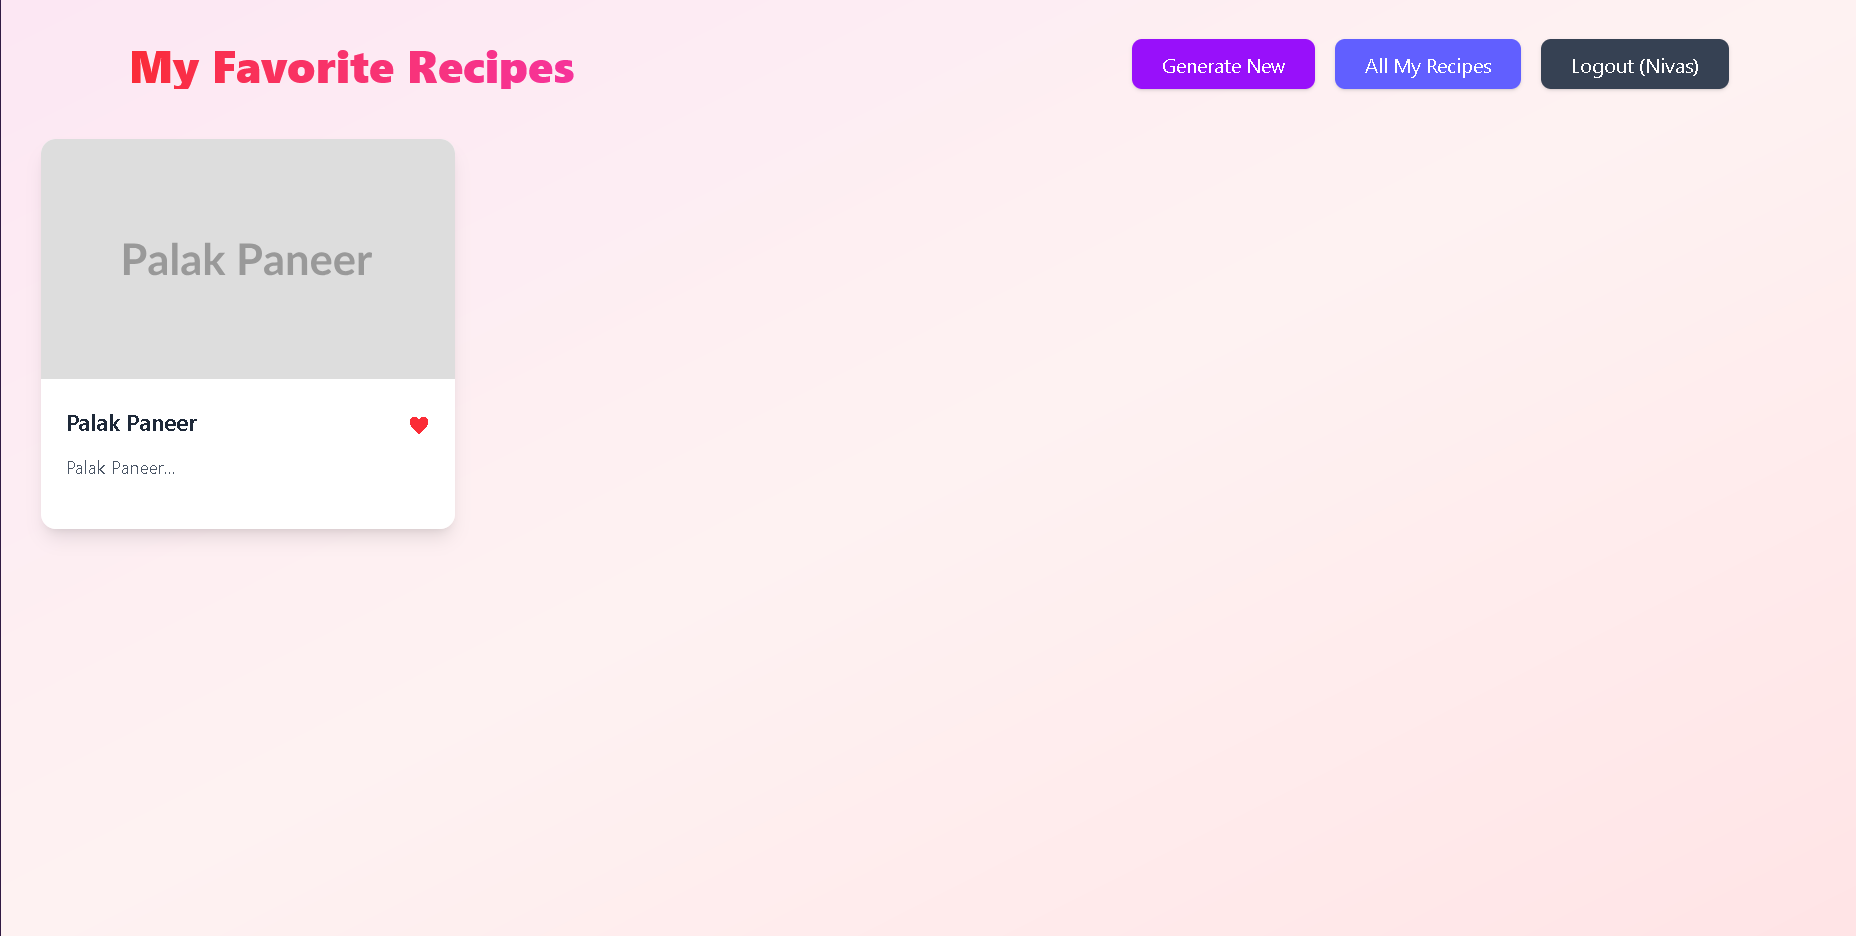 My Favorite Recipes
Generate New
All My Recipes
Logout (Nivas)
Palak Paneer
Palak Paneer
Palak Paneer...